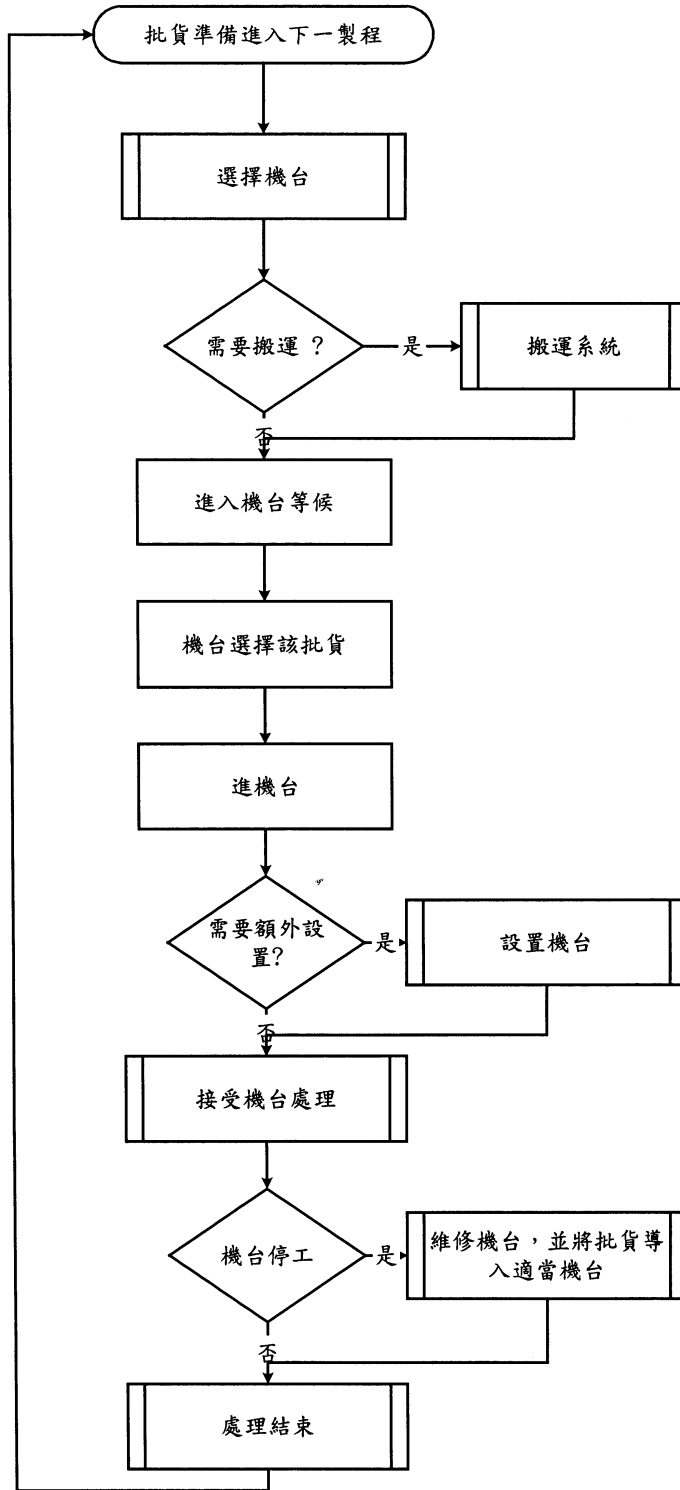 批貨準備進入下一製程
選擇機台
需要搬運 ?
是
搬運系統
否
進入機台等候
機台選擇該批貨
進機台
需要額外設
置?
是
設置機台
否
接受機台處理
機台停工
是
維修機台,並將批貨導
入適當機台
否
處理結束